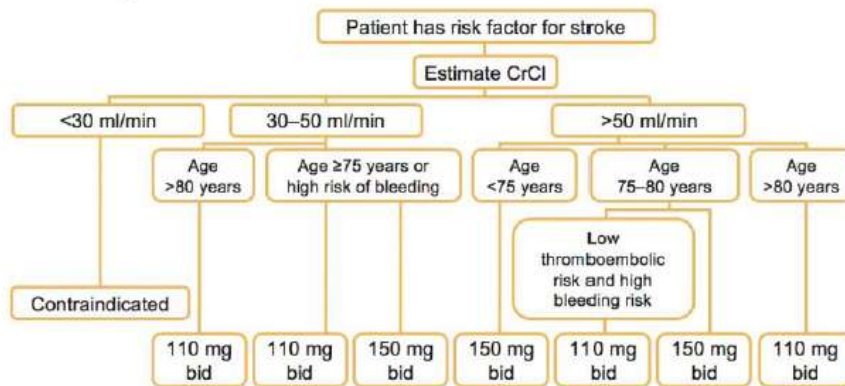 Patient has risk factor for stroke
Estimate CrCl
<30 ml/min
30–50 ml/min
>50 ml/min
Age
>80 years
Age ≥75 years or
high risk of bleeding
Age
<75 years
Age
75–80 years
Age
>80 years
Low
thromboembolic
risk and high
bleeding risk
Contraindicated
110 mg
bid
110 mg
bid
150 mg
bid
150 mg
bid
110 mg
bid
150 mg
bid
110 mg
bid